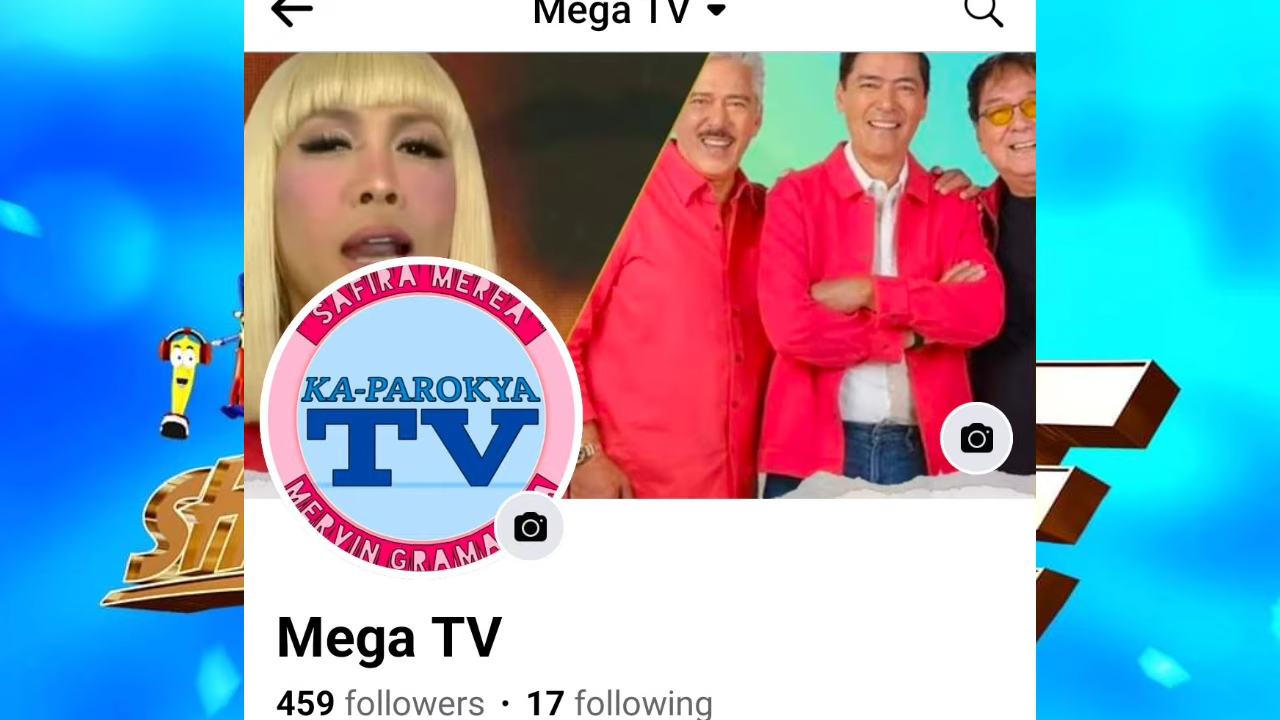 Mega TV
SAFIRA MEREA
KA-PAROKYA
TV
MERVIN GRAMA
Mega TV
459 followers · 17 following